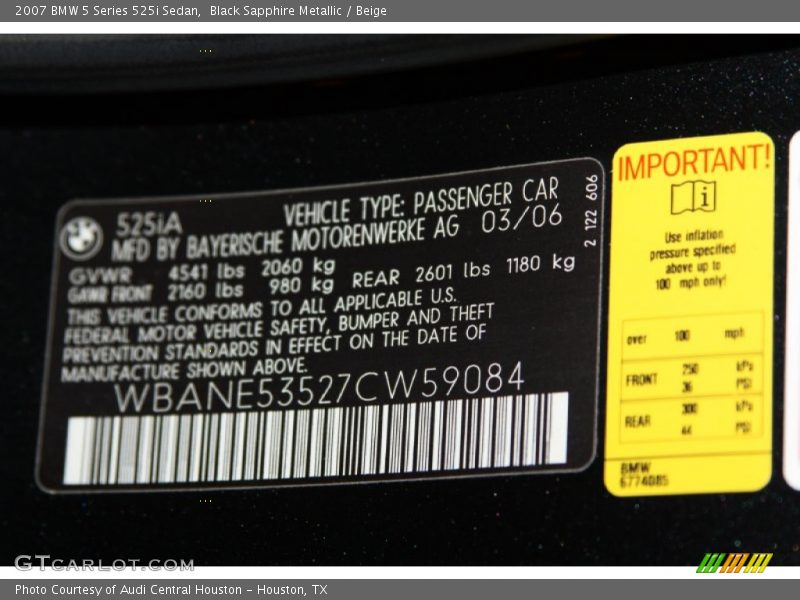 2007 BMW 5 Series 525i Sedan,  Black Sapphire Metallic / Beige
525iA
VEHICLE TYPE: PASSENGER CAR
MFD BY BAYERISCHE MOTORENWERKE AG 03/06
GVWR 4541 lbs 2060 kg
GAWR FRONT 2160 lbs 980 kg REAR 2601 lbs 1180 kg
THIS VEHICLE CONFORMS TO ALL APPLICABLE U.S.
FEDERAL MOTOR VEHICLE SAFETY, BUMPER AND THEFT
PREVENTION STANDARDS IN EFFECT ON THE DATE OF
MANUFACTURE SHOWN ABOVE.
WBANE53527CW59084
2 122 606
IMPORTANT!
i
Use inflation
pressure specified
above up to
100 mph only!
over 100 mph
FRONT 250 kPa
36 PSI
REAR 300 kPa
44 PSI
BMW
6774085
GTCARLOT.COM
Photo Courtesy of Audi Central Houston – Houston, TX